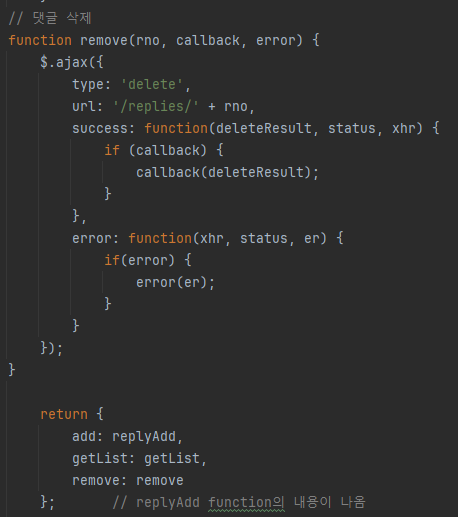 // 댓글 삭제
function remove(rno, callback, error) {
    $.ajax({
        type: 'delete',
        url: '/replies/' + rno,
        success: function(deleteResult, status, xhr) {
            if (callback) {
                callback(deleteResult);
            }
        },
        error: function(xhr, status, er) {
            if(error) {
                error(er);
            }
        }
    });
}
    return {
        add: replyAdd,
        getList: getList,
        remove: remove
    };       // replyAdd function의 내용이 나옴